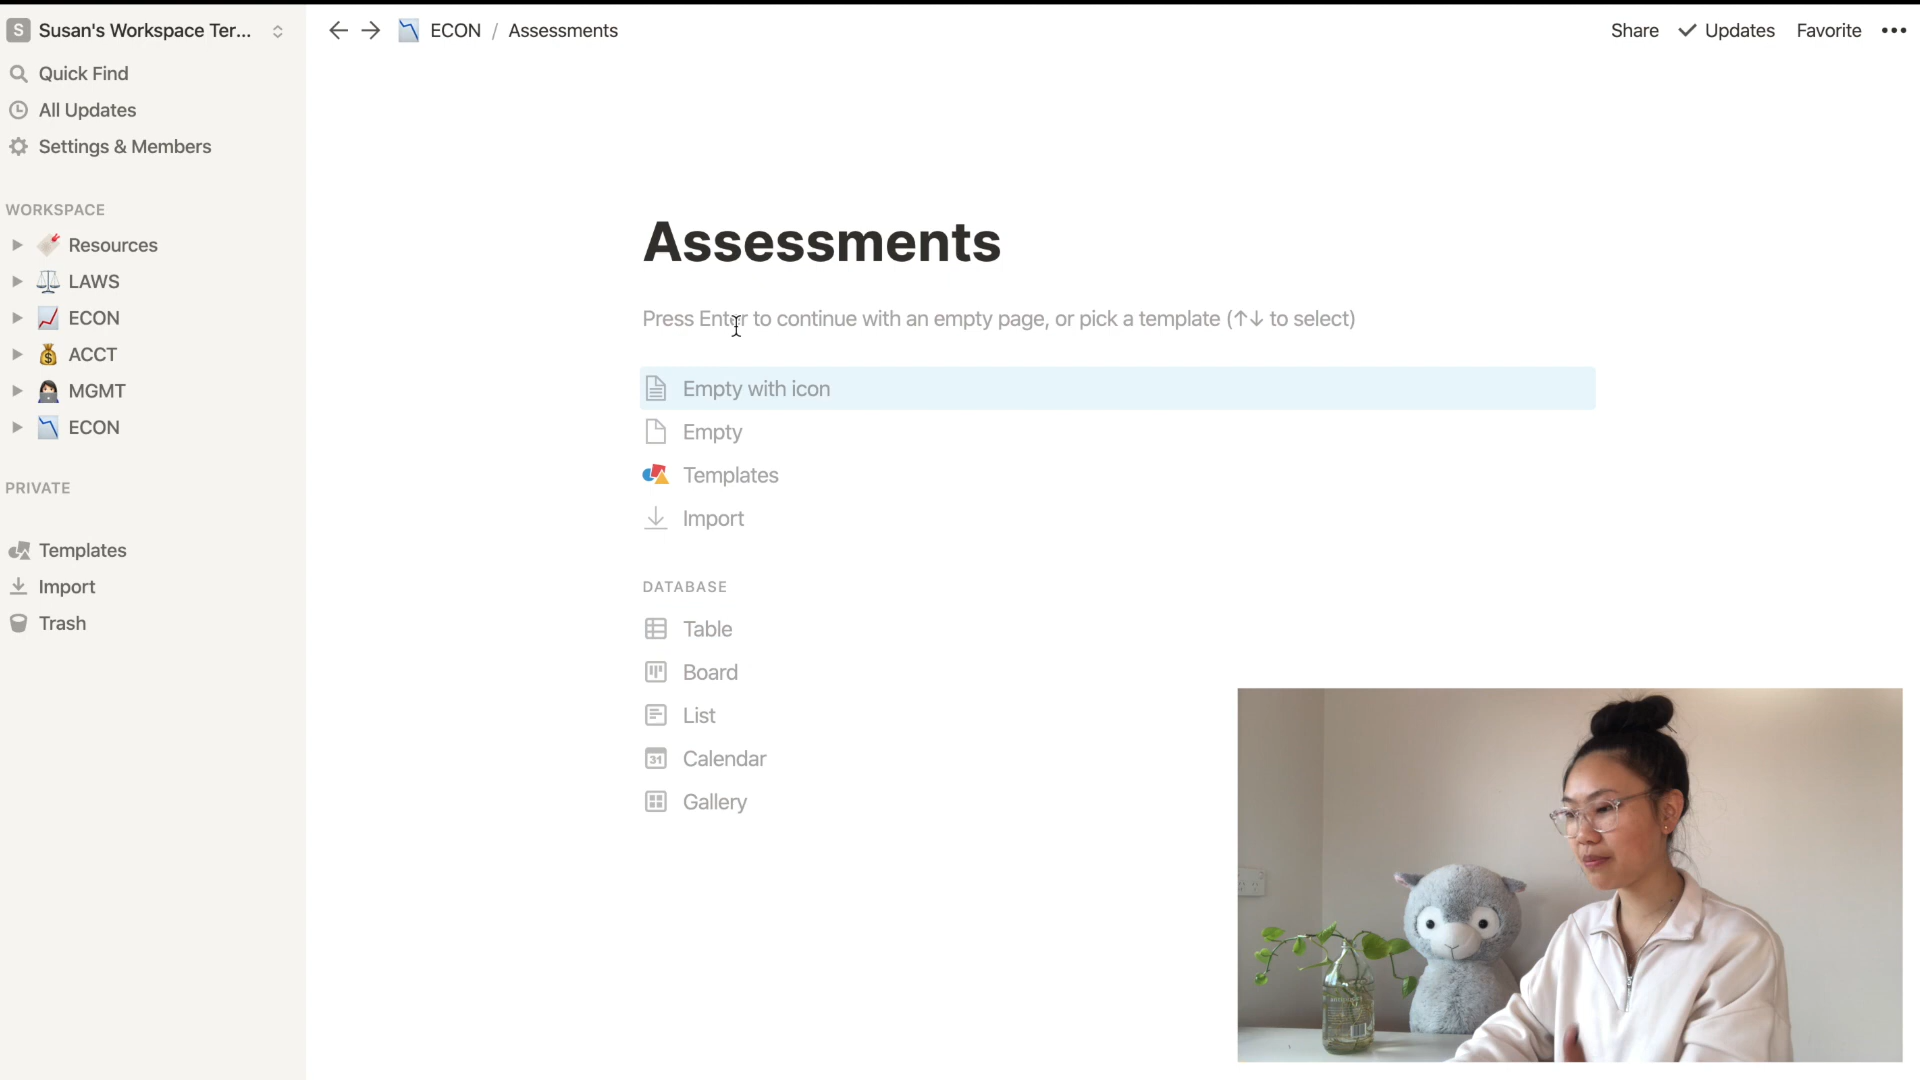 S Susan's Workspace Ter...
Quick Find
All Updates
Settings & Members
WORKSPACE
Resources
LAWS
ECON
ACCT
MGMT
ECON
PRIVATE
Templates
Import
Trash
ECON / Assessments
Share Updates Favorite •••
Assessments
Press Enter to continue with an empty page, or pick a template (↑↓ to select)
Empty with icon
Empty
Templates
Import
DATABASE
Table
Board
List
31 Calendar
Gallery